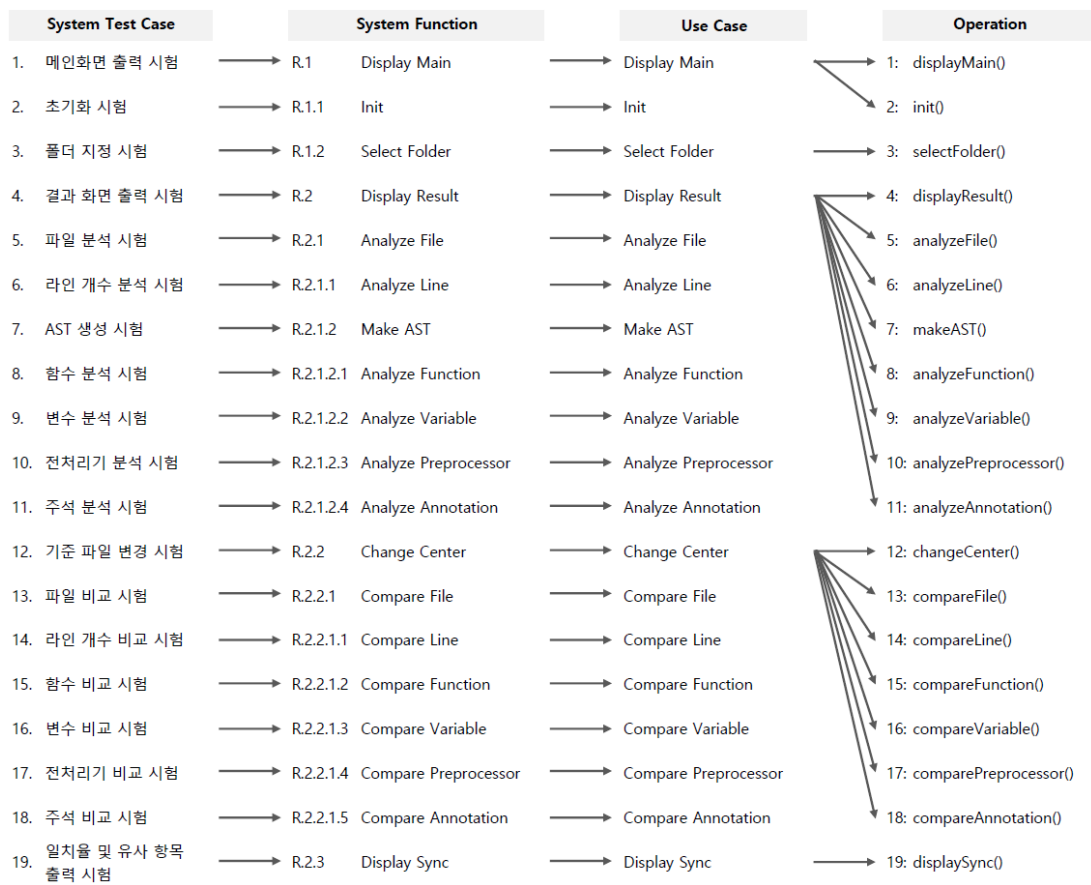 System Test Case System Function Use Case Operation
1. 메인화면 출력 시험 R.1 Display Main Display Main 1: displayMain()
2. 초기화 시험 R.1.1 Init Init 2: init()
3. 폴더 지정 시험 R.1.2 Select Folder Select Folder 3: selectFolder()
4. 결과 화면 출력 시험 R.2 Display Result Display Result 4: displayResult()
5. 파일 분석 시험 R.2.1 Analyze File Analyze File 5: analyzeFile()
6. 라인 개수 분석 시험 R.2.1.1 Analyze Line Analyze Line 6: analyzeLine()
7. AST 생성 시험 R.2.1.2 Make AST Make AST 7: makeAST()
8. 함수 분석 시험 R.2.1.2.1 Analyze Function Analyze Function 8: analyzeFunction()
9. 변수 분석 시험 R.2.1.2.2 Analyze Variable Analyze Variable 9: analyzeVariable()
10. 전처리기 분석 시험 R.2.1.2.3 Analyze Preprocessor Analyze Preprocessor 10: analyzePreprocessor()
11. 주석 분석 시험 R.2.1.2.4 Analyze Annotation Analyze Annotation 11: analyzeAnnotation()
12. 기준 파일 변경 시험 R.2.2 Change Center Change Center 12: changeCenter()
13. 파일 비교 시험 R.2.2.1 Compare File Compare File 13: compareFile()
14. 라인 개수 비교 시험 R.2.2.1.1 Compare Line Compare Line 14: compareLine()
15. 함수 비교 시험 R.2.2.1.2 Compare Function Compare Function 15: compareFunction()
16. 변수 비교 시험 R.2.2.1.3 Compare Variable Compare Variable 16: compareVariable()
17. 전처리기 비교 시험 R.2.2.1.4 Compare Preprocessor Compare Preprocessor 17: comparePreprocessor()
18. 주석 비교 시험 R.2.2.1.5 Compare Annotation Compare Annotation 18: compareAnnotation()
19. 일치율 및 유사 항목
출력 시험 R.2.3 Display Sync Display Sync 19: displaySync()